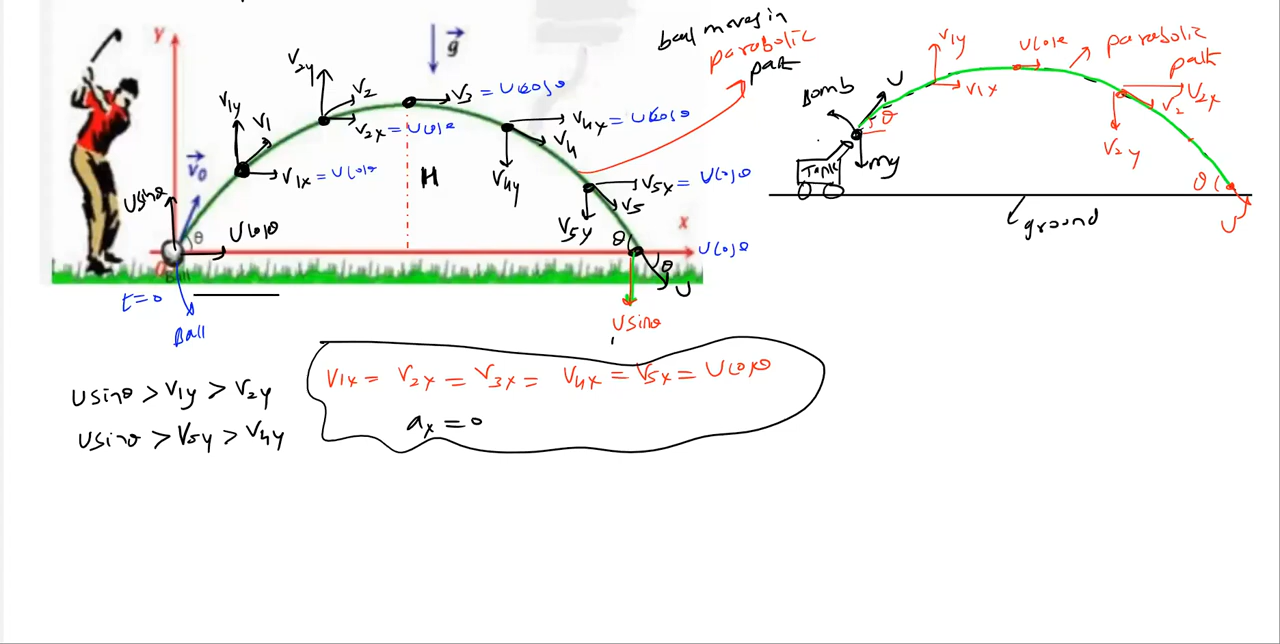 y
g
ball moves in
parabolic
path
V1y
V1
V1x = Ucosθ
V2y
V2
V2x = Ucosθ
V3 = Ucosθ
V4x = Ucosθ
V4
V4y
V5x = Ucosθ
V5
V5y
H
V0
Usinθ
θ
Ucosθ
x
Ucosθ
θ
θ
U
O
Ball
t=0
Ball
Usinθ
V1y
Ucosθ
parabolic
path
Bomb
U
θ
V1x
V2x
V2
V2y
Tank
mg
θ
U
ground
Usinθ > V1y > V2y
Usinθ > V5y > V4y
V1x = V2x = V3x = V4x = V5x = Ucosθ
ax = 0